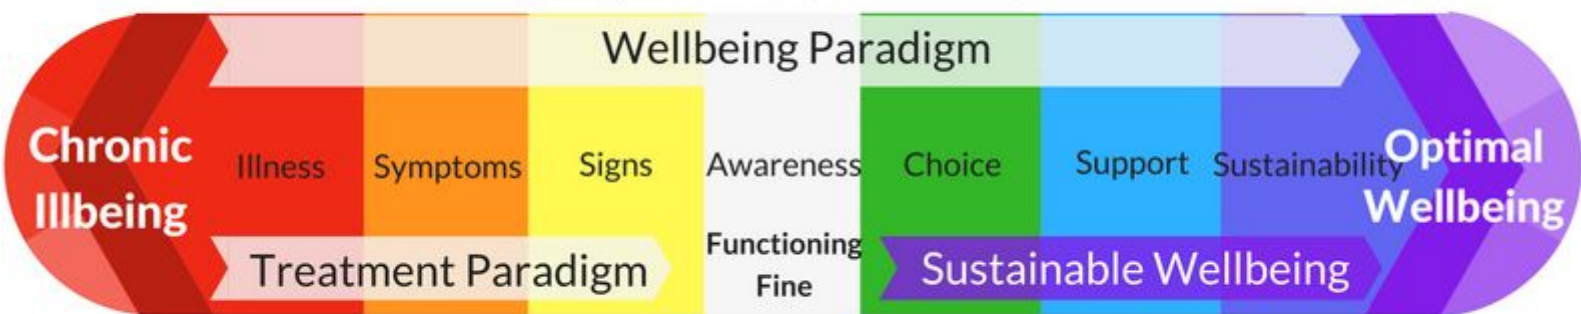 Wellbeing Paradigm
Chronic
Illbeing
Illness
Symptoms
Signs
Awareness
Choice
Support
Sustainability
Optimal
Wellbeing
Treatment Paradigm
Functioning
Fine
Sustainable Wellbeing